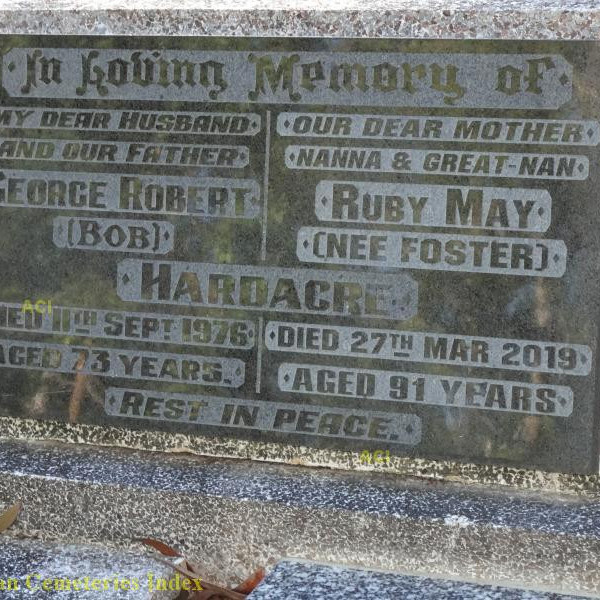 In Loving Memory of
MY DEAR HUSBAND
AND OUR FATHER
GEORGE ROBERT
(BOB)
OUR DEAR MOTHER
NANNA & GREAT-NAN
RUBY MAY
(NEE FOSTER)
HARDACRE
DIED 11TH SEPT. 1976
AGED 73 YEARS.
DIED 27TH MAR 2019
AGED 91 YEARS
REST IN PEACE.
ACI
ACI
Cemeteries Index